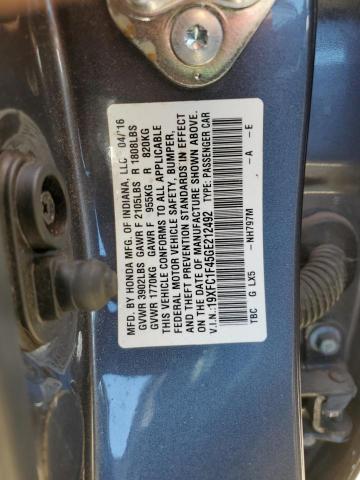 MFD. BY HONDA MFG. OF INDIANA, LLC 04/16
GVWR 3902LBS GAWR F 2105LBS R 1808LBS
GVWR 1770KG GAWR F 955KG R 820KG
THIS VEHICLE CONFORMS TO ALL APPLICABLE
FEDERAL MOTOR VEHICLE SAFETY, BUMPER,
AND THEFT PREVENTION STANDARDS IN EFFECT
ON THE DATE OF MANUFACTURE SHOWN ABOVE.
V.I.N.:19XFC1F45GE212492 TYPE: PASSENGER CAR
TBC G LX5 -NH797M -A -E